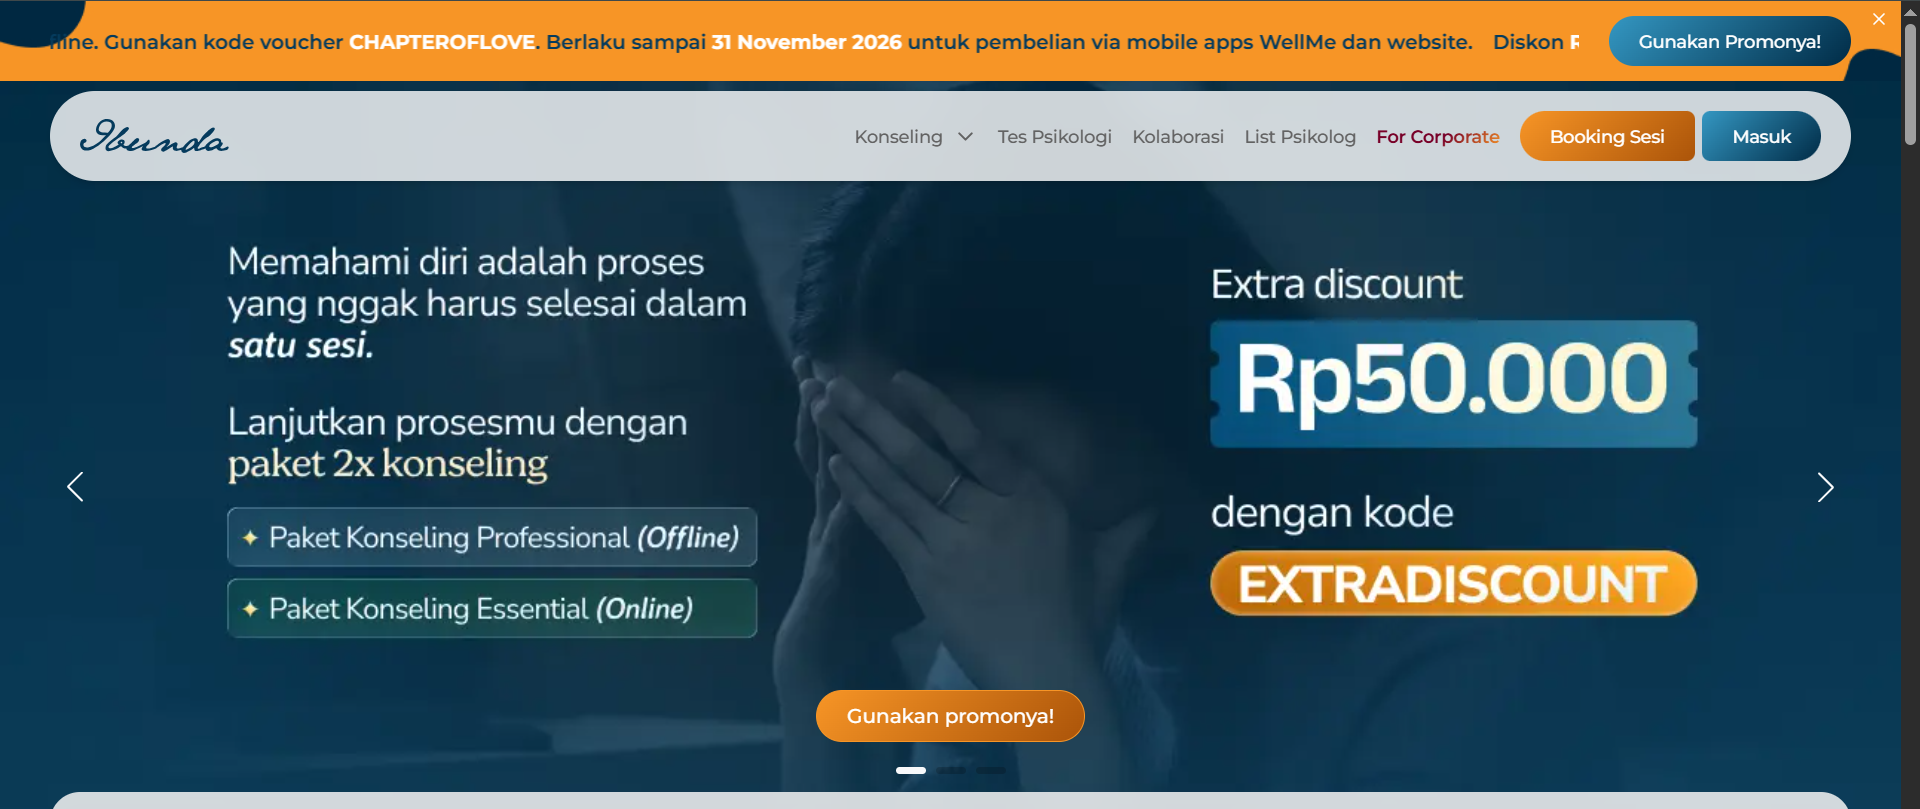 fline. Gunakan kode voucher CHAPTEROFLOVE. Berlaku sampai 31 November 2026 untuk pembelian via mobile apps WellMe dan website. Diskon
Gunakan Promonya!
Ibunda
Konseling
Tes Psikologi
Kolaborasi
List Psikolog
For Corporate
Booking Sesi
Masuk
Memahami diri adalah proses
yang nggak harus selesai dalam
satu sesi.
Lanjutkan prosesmu dengan
paket 2x konseling
Paket Konseling Professional (Offline)
Paket Konseling Essential (Online)
Extra discount
Rp50.000
dengan kode
EXTRADISCOUNT
Gunakan promonya!